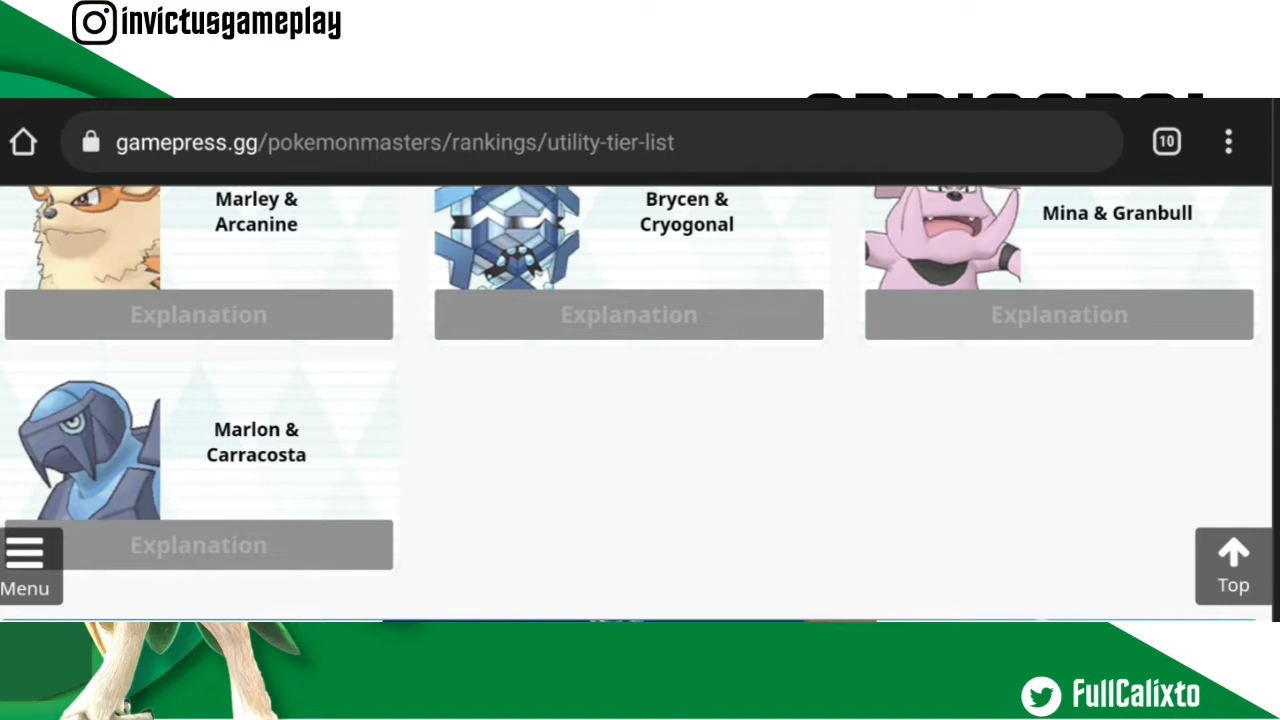 invictusgameplay
gamepress.gg/pokemonmasters/rankings/utility-tier-list
10
Marley &
Arcanine
Brycen &
Cryogonal
Mina & Granbull
Explanation
Explanation
Explanation
Marlon &
Carracosta
Explanation
Menu
Top
FullCalixto